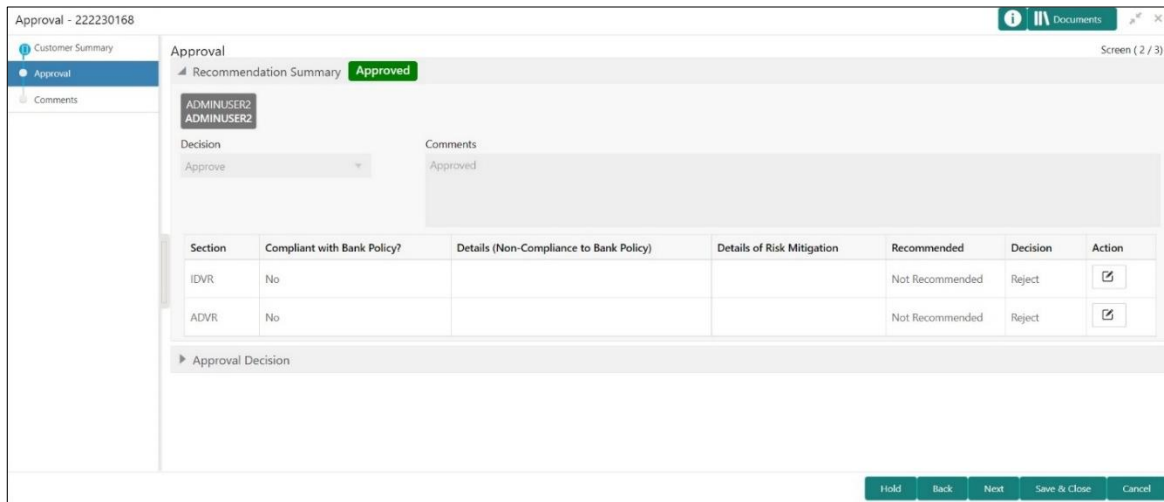 Approval - 222230168
Documents
Customer Summary
Approval
Comments
Approval
Screen ( 2 / 3)
Recommendation Summary Approved
ADMINUSER2
ADMINUSER2
Decision Comments
Approve Approved
Section Compliant with Bank Policy? Details (Non-Compliance to Bank Policy) Details of Risk Mitigation Recommended Decision Action
IDVR No Not Recommended Reject
ADVR No Not Recommended Reject
Approval Decision
Hold Back Next Save & Close Cancel